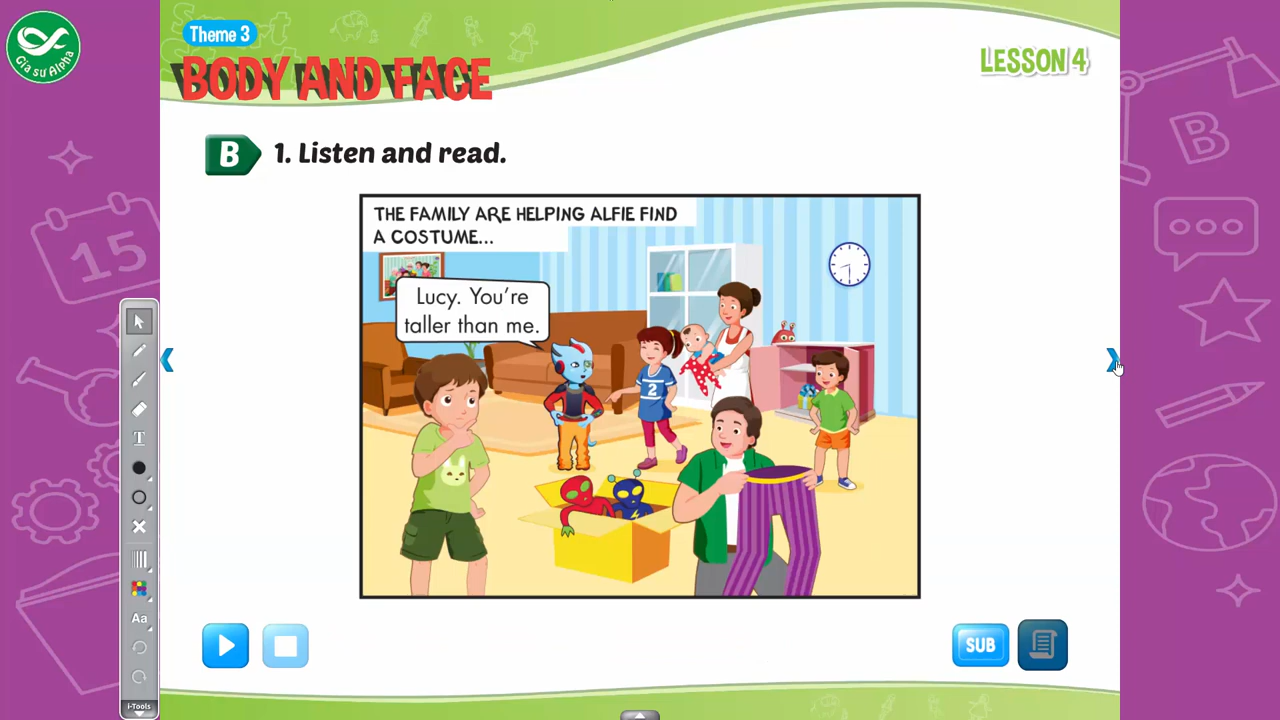 Gia sư Alpha
Theme 3
BODY AND FACE
LESSON 4
B 1. Listen and read.
THE FAMILY ARE HELPING ALFIE FIND
A COSTUME...
Lucy. You're
taller than me.
2
SUB
T
Aa
i-Tools
15
B